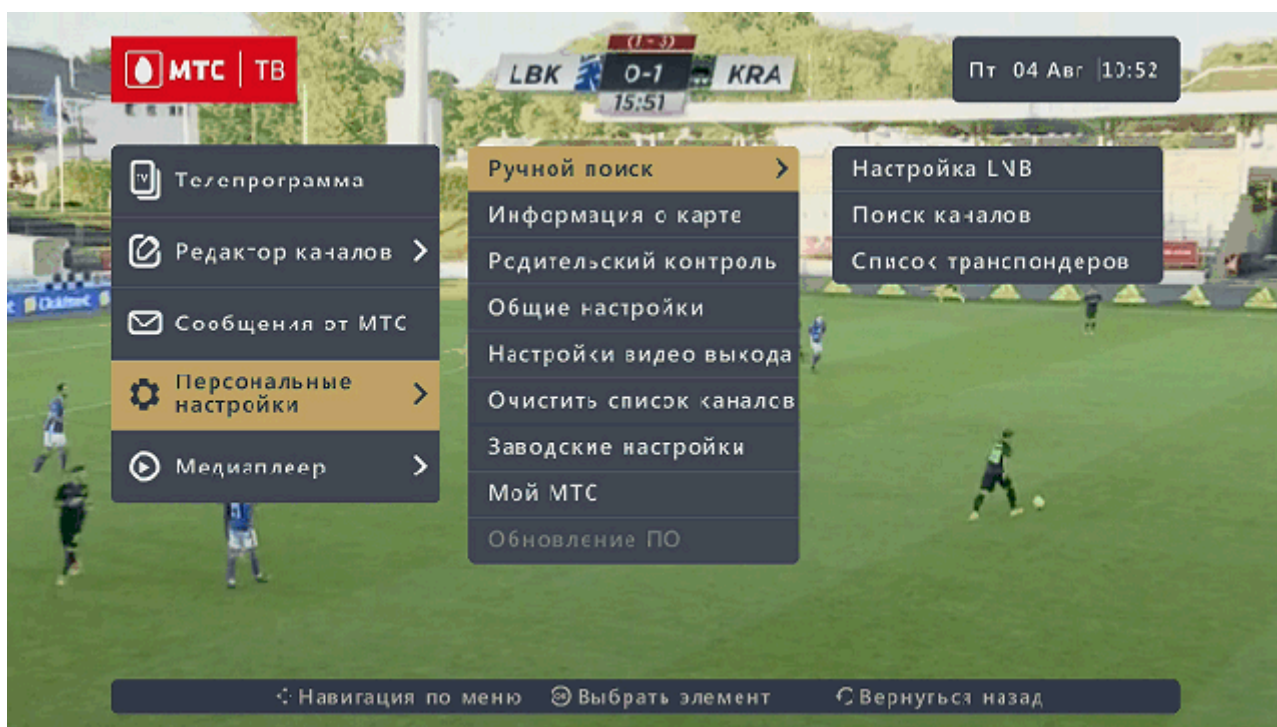 МТС | ТВ
(1-3)
LBK 0-1 KRA
15:51
Пт 04 Авг 10:52
TV
Телепрограмма
Редактор каналов
Сообщения от МТС
Персональные
настройки
Медиаплеер
Ручной поиск
Информация о карте
Родительский контроль
Общие настройки
Настройки видео выхода
Очистить список каналов
Заводские настройки
Мой МТС
Обновление ПО
Настройка LNB
Поиск каналов
Список транспондеров
Навигация по меню
OK Выбрать элемент
Вернуться назад